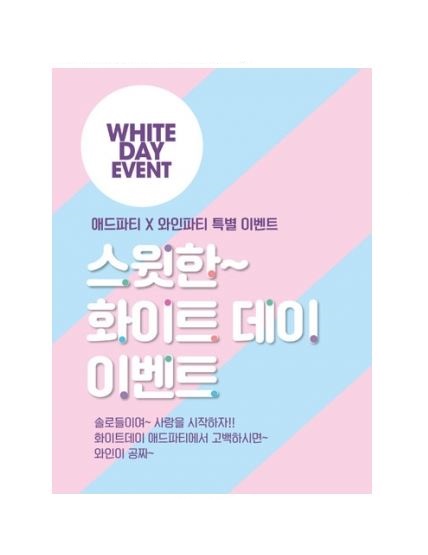 WHITE
DAY
EVENT
애드파티 X 와인파티 특별 이벤트
스윗한~
화이트 데이
이벤트
솔로들이여~ 사랑을 시작하자!!
화이트데이 애드파티에서 고백하시면~
와인이 공짜~